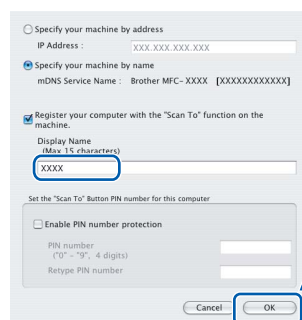 Specify your machine by address
IP Address : XXX.XXX.XXX.XXX
Specify your machine by name
mDNS Service Name : Brother MFC- XXXX [XXXXXXXXXXXX]
Register your computer with the "Scan To" function on the
machine.
Display Name
(Max 15 characters)
XXXX
Set the "Scan To" Button PIN number for this computer
Enable PIN number protection
PIN number
("0" – "9", 4 digits)
Retype PIN number
Cancel OK